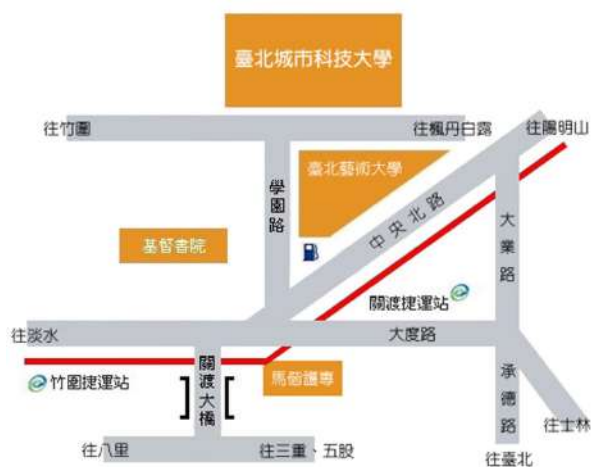 臺北城市科技大學
往竹圍
往楓丹白露
往陽明山
臺北藝術大學
學園路
中央北路
大業路
基督書院
關渡捷運站
往淡水
大度路
關渡大橋
竹圍捷運站
馬偕護專
承德路
往士林
往八里
往三重、五股
往臺北